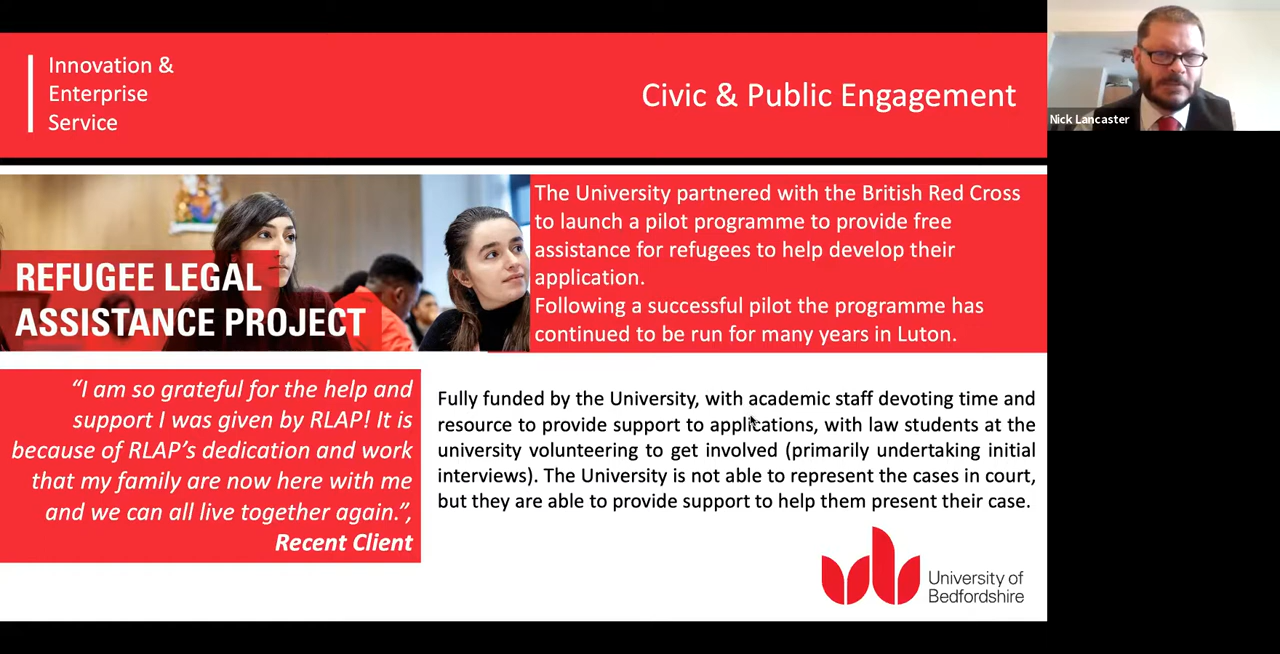 Innovation &
Enterprise
Service
Civic & Public Engagement
Nick Lancaster
REFUGEE LEGAL
ASSISTANCE PROJECT
The University partnered with the British Red Cross
to launch a pilot programme to provide free
assistance for refugees to help develop their
application.
Following a successful pilot the programme has
continued to be run for many years in Luton.
“I am so grateful for the help and
support I was given by RLAP! It is
because of RLAP’s dedication and work
that my family are now here with me
and we can all live together again.”,
Recent Client
Fully funded by the University, with academic staff devoting time and
resource to provide support to applications, with law students at the
university volunteering to get involved (primarily undertaking initial
interviews). The University is not able to represent the cases in court,
but they are able to provide support to help them present their case.
University of
Bedfordshire